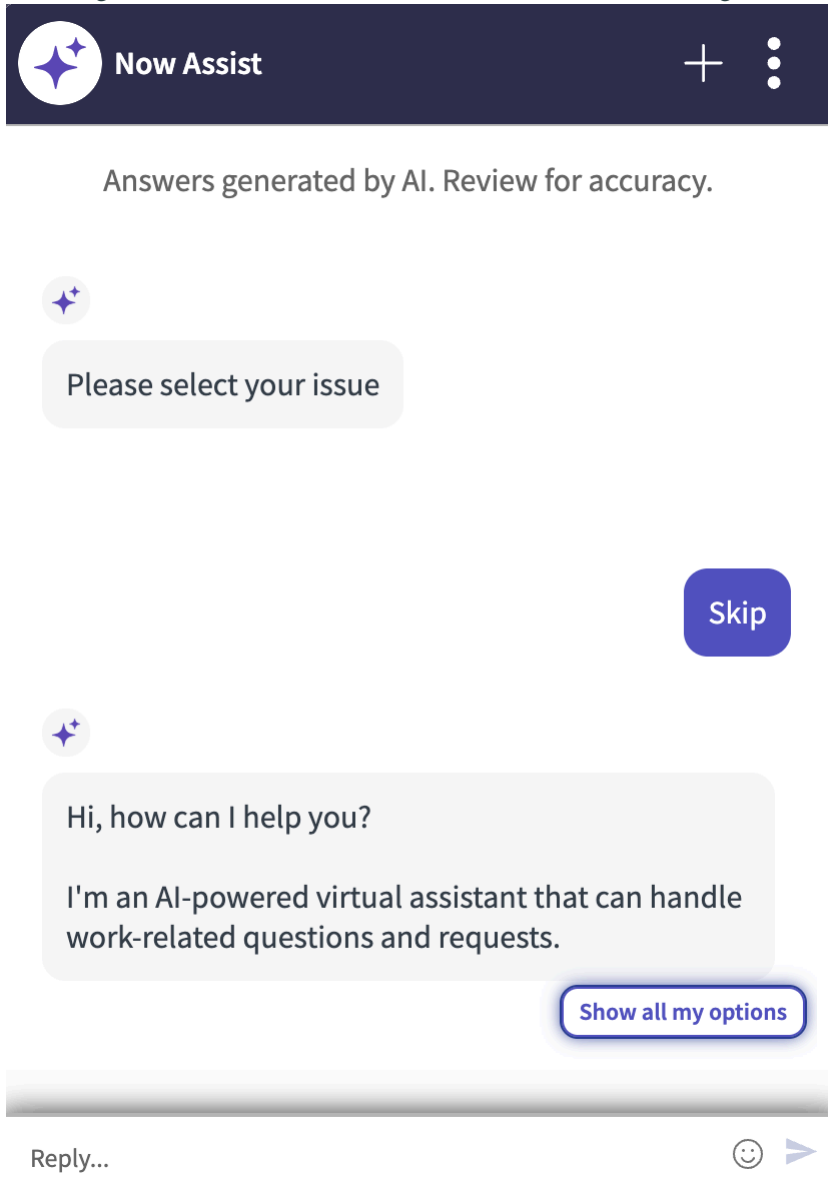 Now Assist
Answers generated by AI. Review for accuracy.
Please select your issue
Skip
Hi, how can I help you?
I'm an AI-powered virtual assistant that can handle
work-related questions and requests.
Show all my options
Reply...